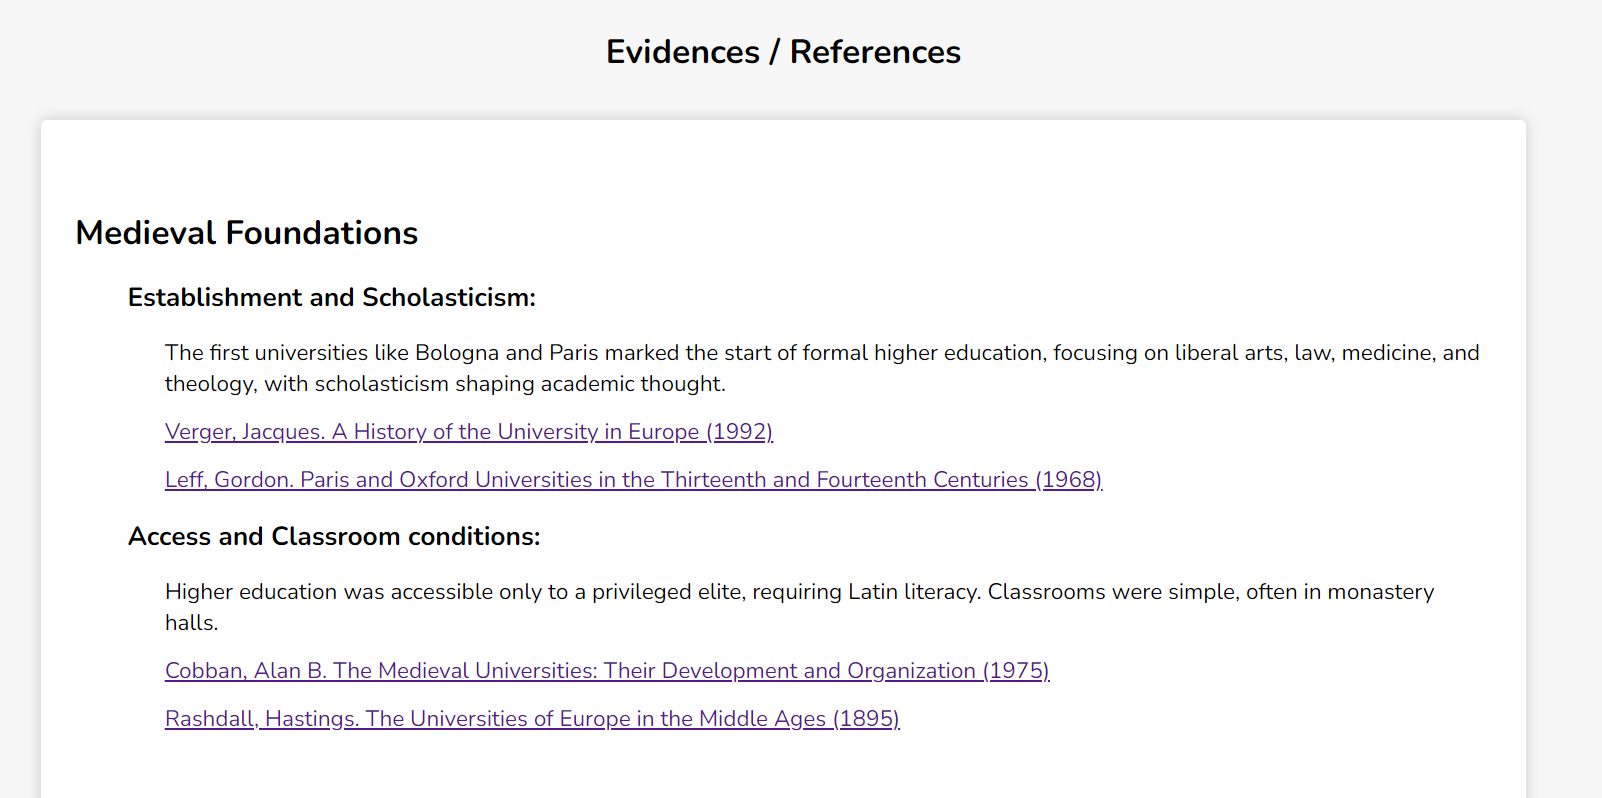 Evidences / References
Medieval Foundations
Establishment and Scholasticism:
The first universities like Bologna and Paris marked the start of formal higher education, focusing on liberal arts, law, medicine, and
theology, with scholasticism shaping academic thought.
Verger, Jacques. A History of the University in Europe (1992)
Leff, Gordon. Paris and Oxford Universities in the Thirteenth and Fourteenth Centuries (1968)
Access and Classroom conditions:
Higher education was accessible only to a privileged elite, requiring Latin literacy. Classrooms were simple, often in monastery
halls.
Cobban, Alan B. The Medieval Universities: Their Development and Organization (1975)
Rashdall, Hastings. The Universities of Europe in the Middle Ages (1895)